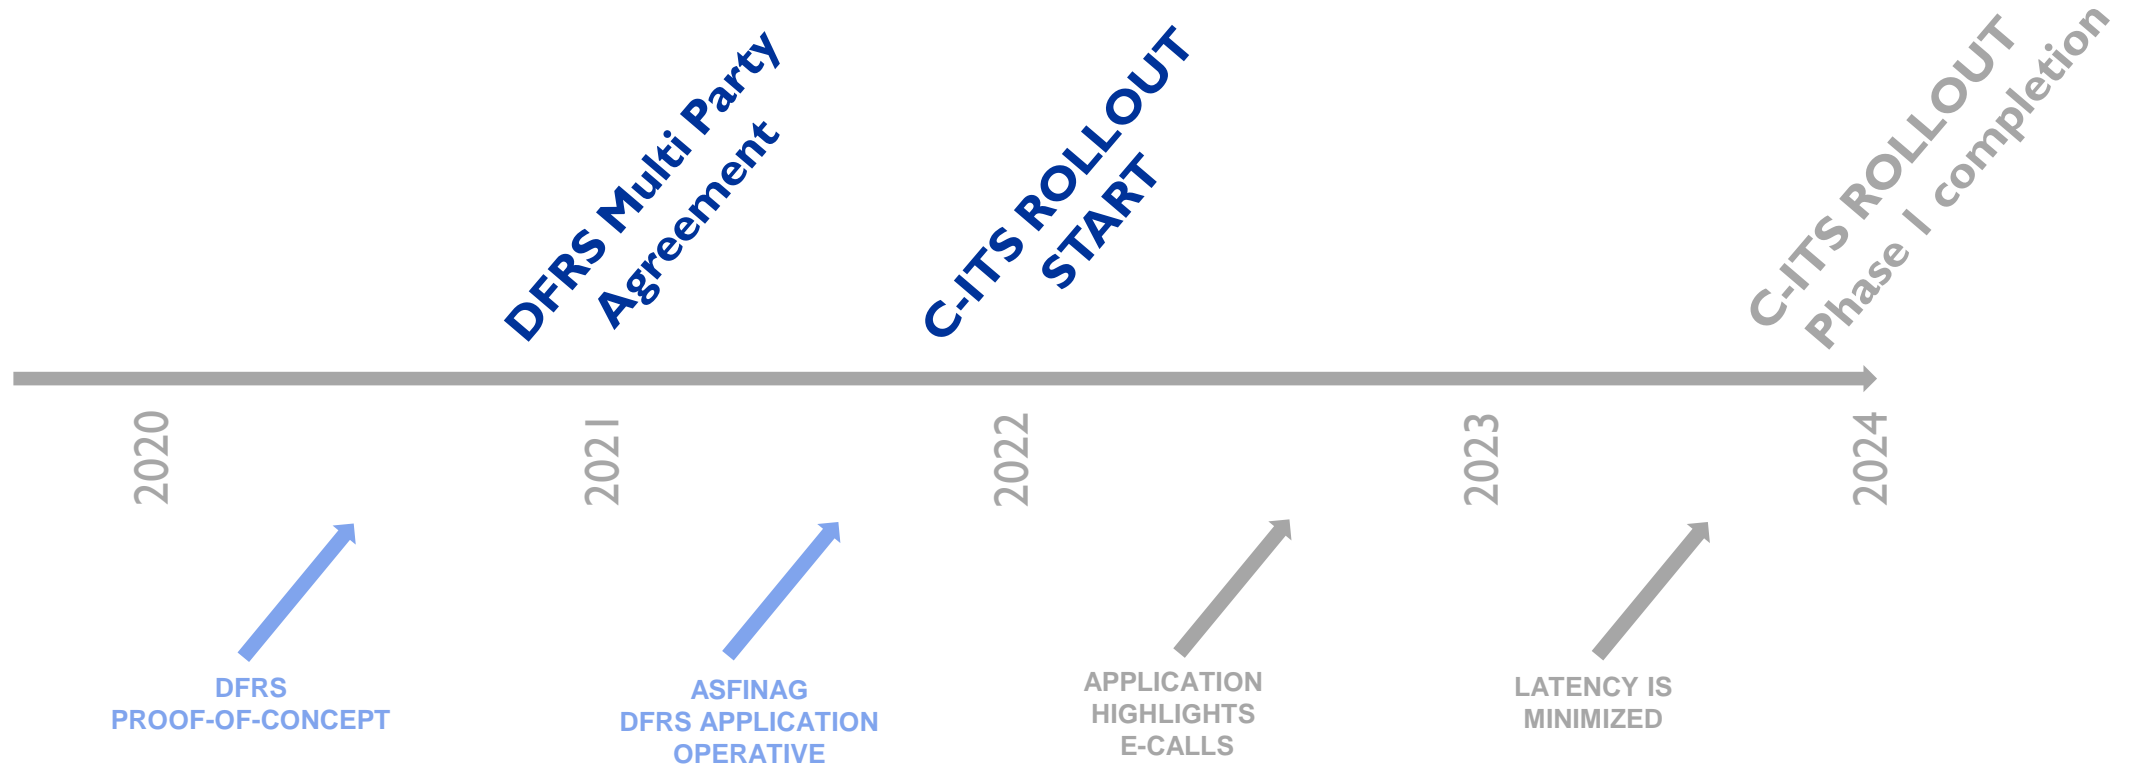 DFRS Multi Party
Agreement
C-ITS ROLLOUT
START
C-ITS ROLLOUT
Phase 1 completion
2020
2021
2022
2023
2024
DFRS
PROOF-OF-CONCEPT
ASFINAG
DFRS APPLICATION
OPERATIVE
APPLICATION
HIGHLIGHTS
E-CALLS
LATENCY IS
MINIMIZED